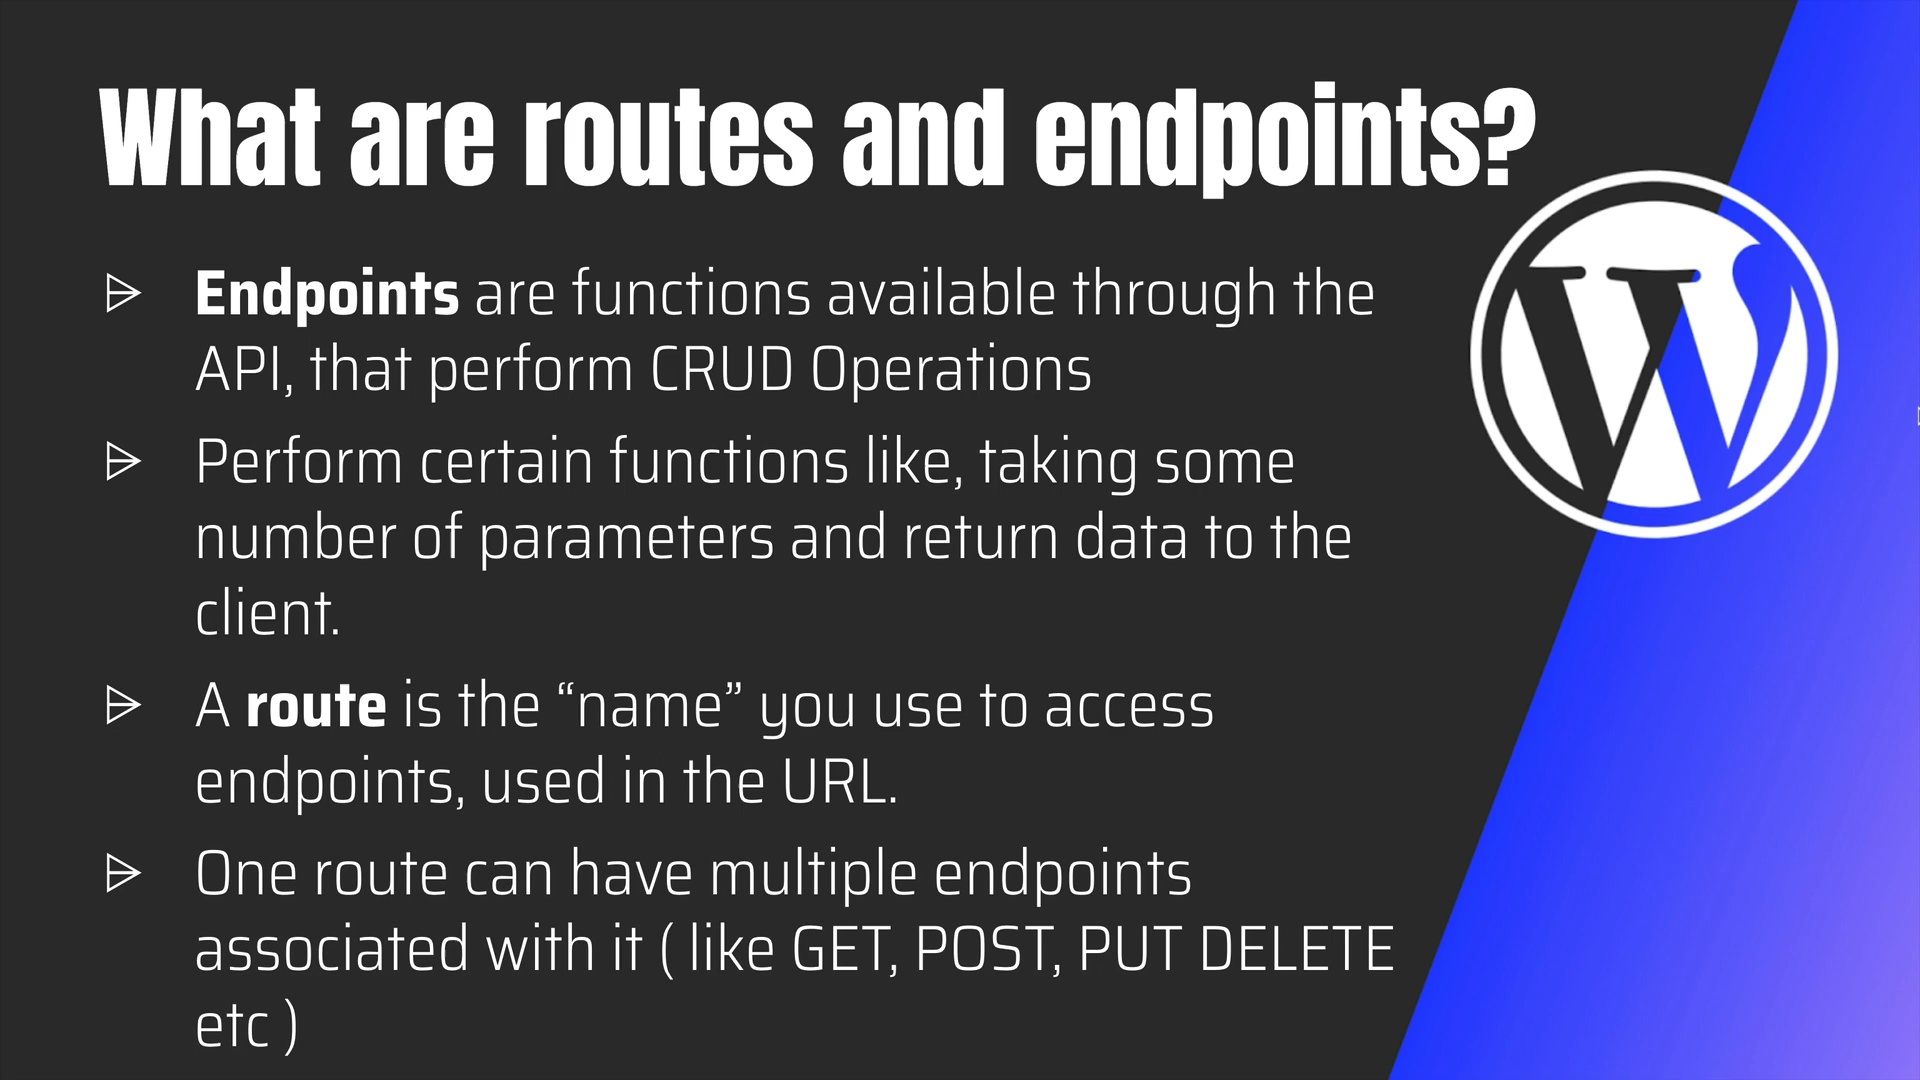 What are routes and endpoints?
Endpoints are functions available through the
API, that perform CRUD Operations
Perform certain functions like, taking some
number of parameters and return data to the
client.
A route is the “name” you use to access
endpoints, used in the URL.
One route can have multiple endpoints
associated with it ( like GET, POST, PUT DELETE
etc )